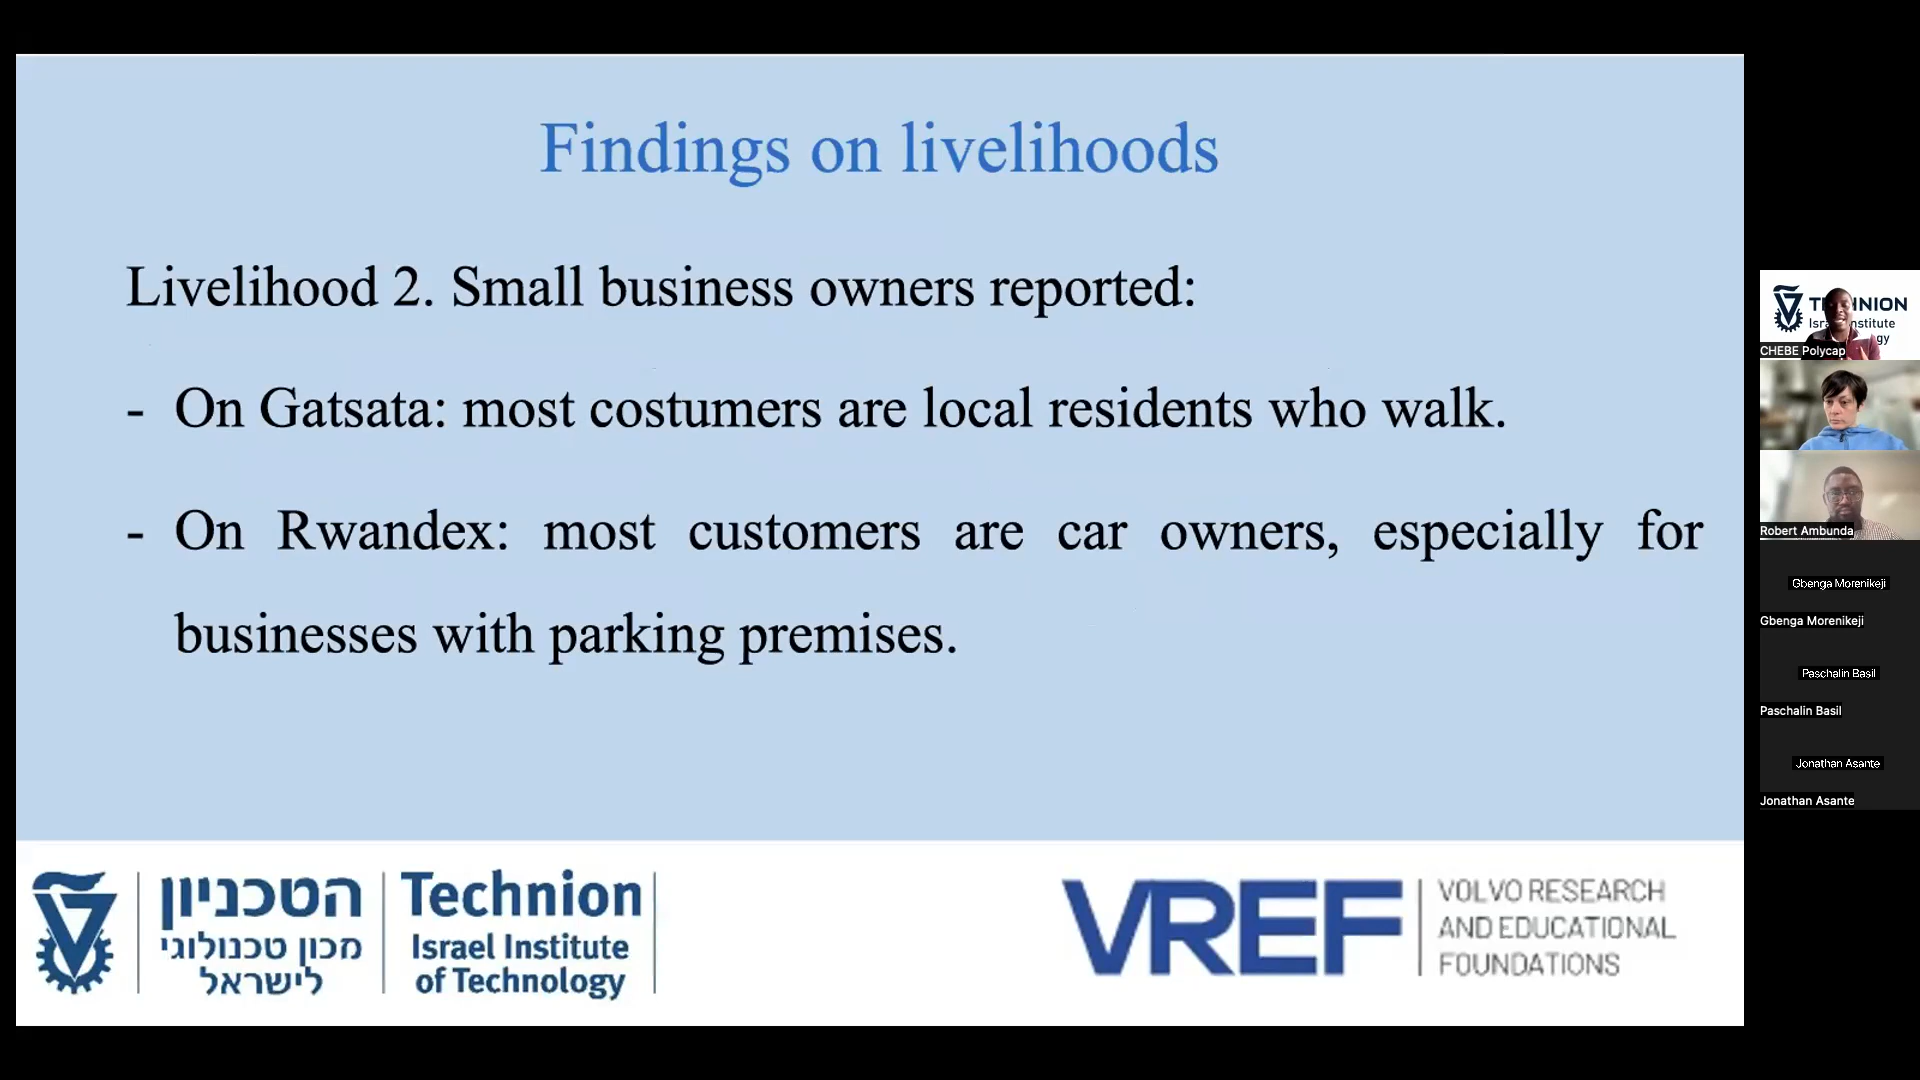 Findings on livelihoods
Livelihood 2. Small business owners reported:
- On Gatsata: most costumers are local residents who walk.
- On Rwandex: most customers are car owners, especially for
businesses with parking premises.
הטכניון
מכון טכנולוגי
לישראל
Technion
Israel Institute
of Technology
VREF
VOLVO RESEARCH
AND EDUCATIONAL
FOUNDATIONS
CHEBE Polycap
Robert Ambunda
Gbenga Morenikeji
Gbenga Morenikeji
Paschalin Basil
Paschalin Basil
Jonathan Asante
Jonathan Asante